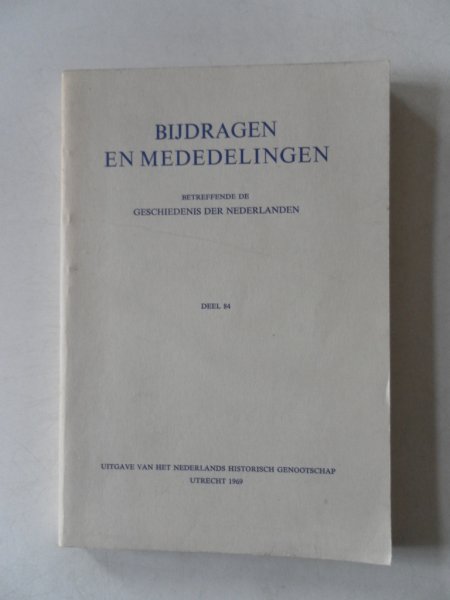 BIJDRAGEN
EN MEDEDELINGEN
BETREFFENDE DE
GESCHIEDENIS DER NEDERLANDEN
DEEL 84
UITGAVE VAN HET NEDERLANDS HISTORISCH GENOOTSCHAP
UTRECHT 1969